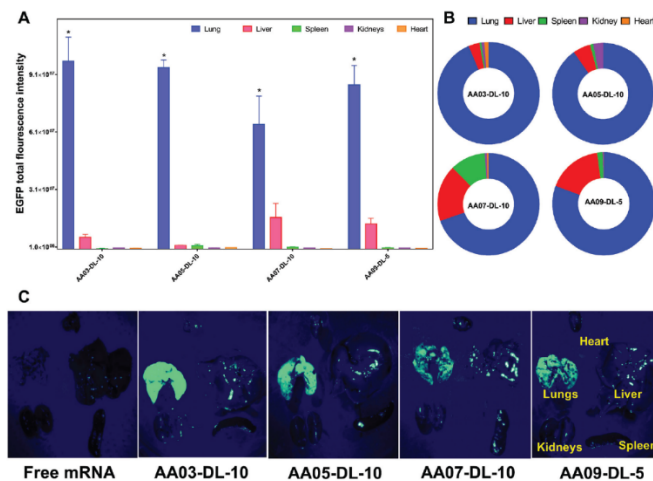 A
Lung Liver Spleen Kidneys Heart
EGFP total flourescence intensity
9.1×10⁰⁷
6.1×10⁰⁷
3.1×10⁰⁷
AA03-DL-10 AA05-DL-10 AA07-DL-10 AA09-DL-5
* * * *
B
Lung Liver Spleen Kidney Heart
AA03-DL-10 AA05-DL-10
AA07-DL-10 AA09-DL-5
C
Heart
Lungs Liver
Kidneys Spleen
Free mRNA AA03-DL-10 AA05-DL-10 AA07-DL-10 AA09-DL-5